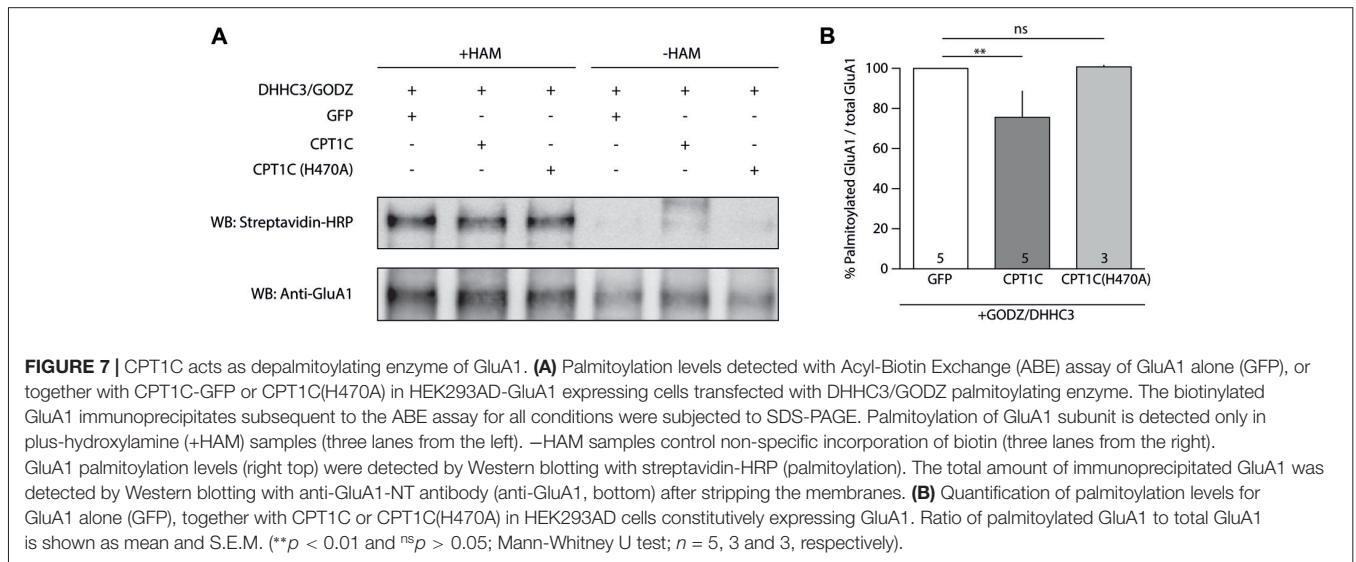 A
+HAM -HAM
DHHC3/GODZ + + + + + +
GFP + - - + - -
CPT1C - + - - + -
CPT1C (H470A) - - + - - +
WB: Streptavidin-HRP
WB: Anti-GluA1
B
ns
**
% Palmitoylated GluA1 / total GluA1
100
80
60
40
20
0
5 5 3
GFP CPT1C CPT1C(H470A)
+GODZ/DHHC3
FIGURE 7 | CPT1C acts as depalmitoylating enzyme of GluA1. (A) Palmitoylation levels detected with Acyl-Biotin Exchange (ABE) assay of GluA1 alone (GFP), or
together with CPT1C-GFP or CPT1C(H470A) in HEK293AD-GluA1 expressing cells transfected with DHHC3/GODZ palmitoylating enzyme. The biotinylated
GluA1 immunoprecipitates subsequent to the ABE assay for all conditions were subjected to SDS-PAGE. Palmitoylation of GluA1 subunit is detected only in
plus-hydroxylamine (+HAM) samples (three lanes from the left). −HAM samples control non-specific incorporation of biotin (three lanes from the right).
GluA1 palmitoylation levels (right top) were detected by Western blotting with streptavidin-HRP (palmitoylation). The total amount of immunoprecipitated GluA1 was
detected by Western blotting with anti-GluA1-NT antibody (anti-GluA1, bottom) after stripping the membranes. (B) Quantification of palmitoylation levels for
GluA1 alone (GFP), together with CPT1C or CPT1C(H470A) in HEK293AD cells constitutively expressing GluA1. Ratio of palmitoylated GluA1 to total GluA1
is shown as mean and S.E.M. (**p < 0.01 and nsp > 0.05; Mann-Whitney U test; n = 5, 3 and 3, respectively).